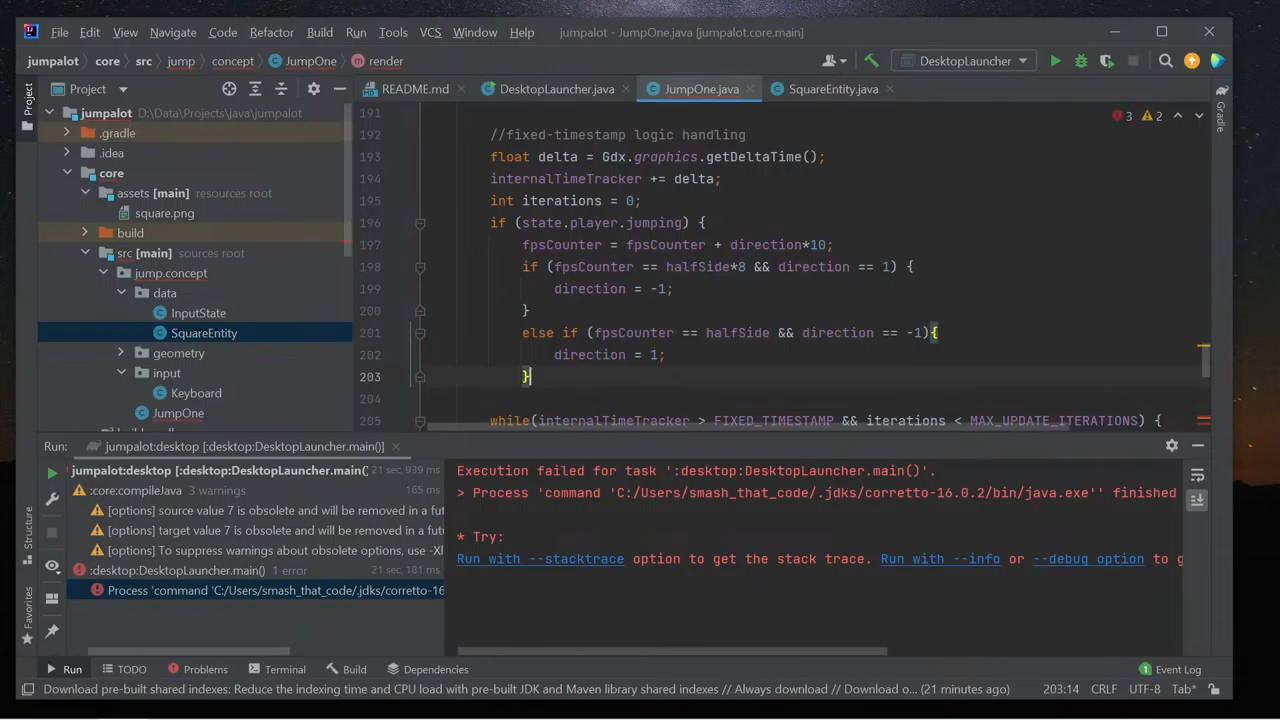 File Edit View Navigate Code Refactor Build Run Tools VCS Window Help jumpalot - JumpOne.java [jumpalot.core.main]
jumpalot core src jump concept JumpOne render DesktopLauncher
Project README.md DesktopLauncher.java JumpOne.java SquareEntity.java
Project
Gradle
Structure
Favorites
jumpalot D:\Data\Projects\java\jumpalot
.gradle
.idea
core
assets [main] resources root
square.png
build
src [main] sources root
jump.concept
data
InputState
SquareEntity
geometry
input
Keyboard
JumpOne
3 2
191
192 //fixed-timestamp logic handling
193 float delta = Gdx.graphics.getDeltaTime();
194 internalTimeTracker += delta;
195 int iterations = 0;
196 if (state.player.jumping) {
197 fpsCounter = fpsCounter + direction*10;
198 if (fpsCounter == halfSide*8 && direction == 1) {
199 direction = -1;
200 }
201 else if (fpsCounter == halfSide && direction == -1){
202 direction = 1;
203 }
204
205 while(internalTimeTracker > FIXED_TIMESTAMP && iterations < MAX_UPDATE_ITERATIONS) {
Run: jumpalot:desktop [:desktop:DesktopLauncher.main()]
jumpalot:desktop [:desktop:DesktopLauncher.main() 21 sec, 939 ms
:core:compileJava 3 warnings 165 ms
[options] source value 7 is obsolete and will be removed in a fu
[options] target value 7 is obsolete and will be removed in a fut
[options] To suppress warnings about obsolete options, use -Xl
:desktop:DesktopLauncher.main() 1 error 21 sec, 181 ms
Process 'command 'C:/Users/smash_that_code/.jdks/corretto-16
Execution failed for task ':desktop:DesktopLauncher.main()'.
> Process 'command 'C:/Users/smash_that_code/.jdks/corretto-16.0.2/bin/java.exe'' finished
* Try:
Run with --stacktrace option to get the stack trace. Run with --info or --debug option to g
Run TODO Problems Terminal Build Dependencies 1 Event Log
Download pre-built shared indexes: Reduce the indexing time and CPU load with pre-built JDK and Maven library shared indexes // Always download // Download o... (21 minutes ago) 203:14 CRLF UTF-8 Tab*